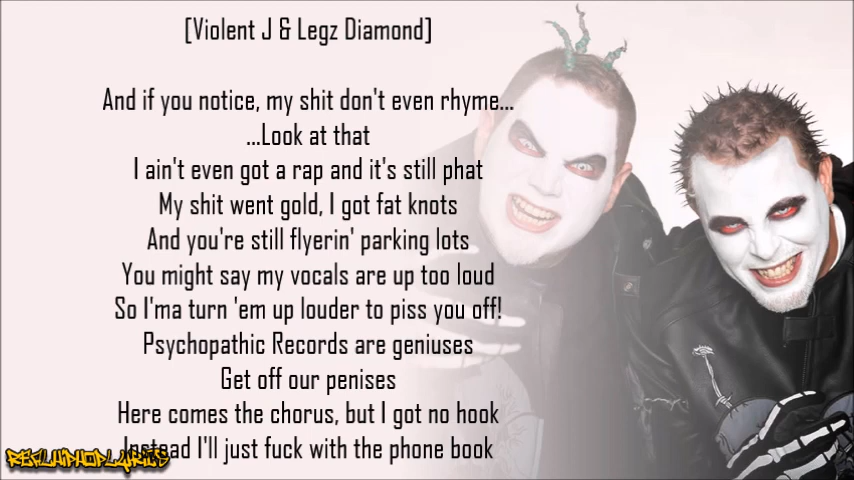 [Violent J & Legz Diamond]
And if you notice, my shit don't even rhyme...
...Look at that
I ain't even got a rap and it's still phat
My shit went gold, I got fat knots
And you're still flyerin' parking lots
You might say my vocals are up too loud
So I'ma turn 'em up louder to piss you off!
Psychopathic Records are geniuses
Get off our penises
Here comes the chorus, but I got no hook
Instead I'll just fuck with the phone book
REALHIPHOPLYRICS